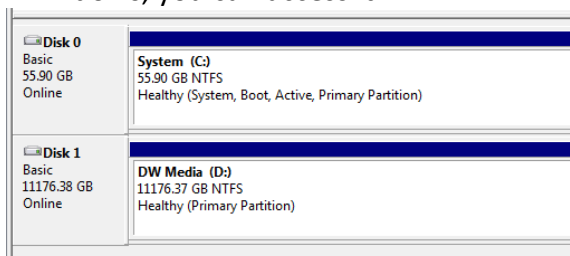 Disk 0
Basic
55.90 GB
Online
System (C:)
55.90 GB NTFS
Healthy (System, Boot, Active, Primary Partition)
Disk 1
Basic
11176.38 GB
Online
DW Media (D:)
11176.37 GB NTFS
Healthy (Primary Partition)